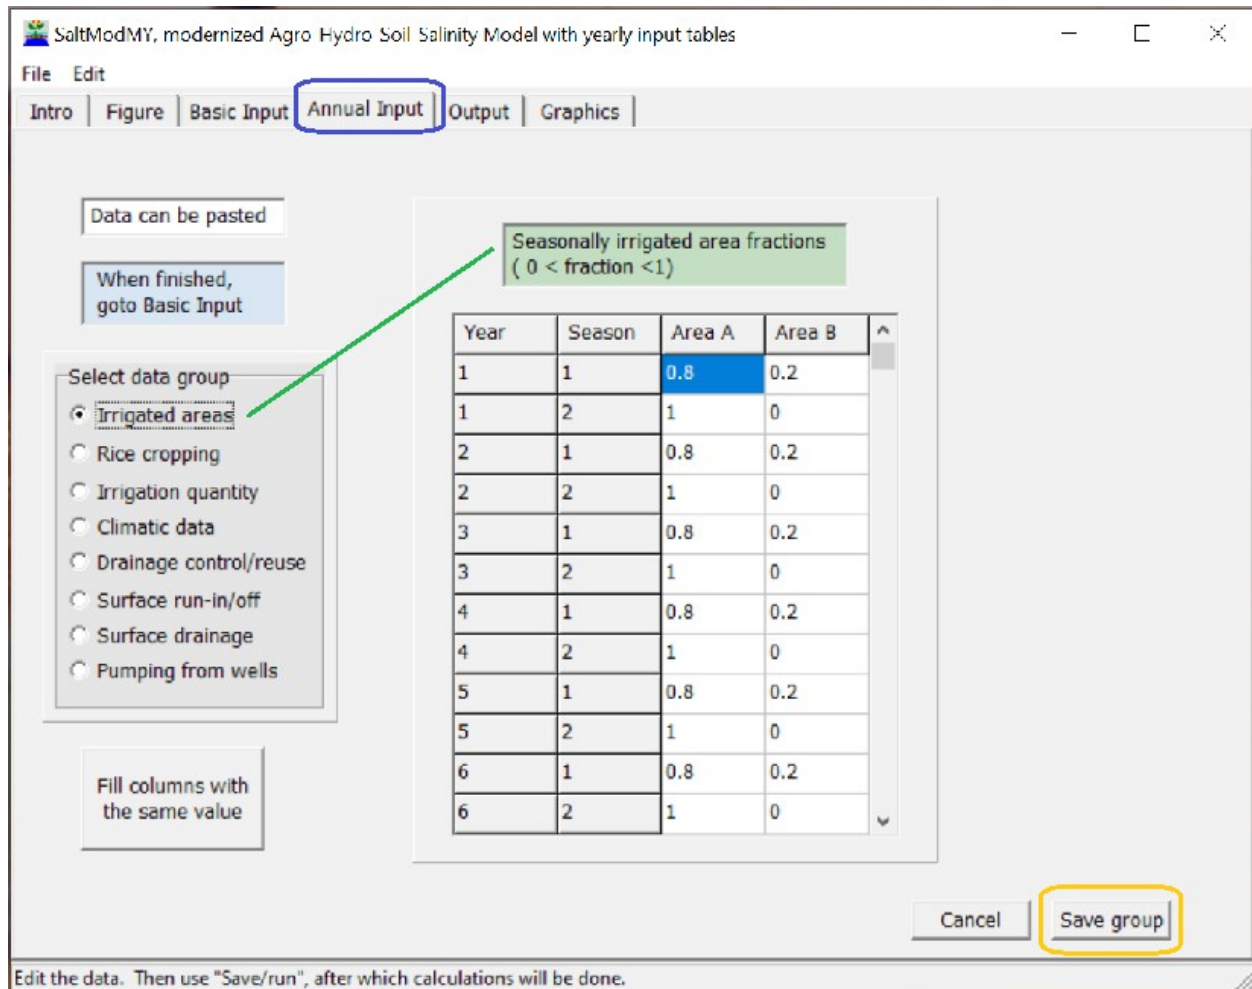 SaltModMY, modernized Agro-Hydro-Soil-Salinity Model with yearly input tables
File Edit
Intro Figure Basic Input Annual Input Output Graphics
Data can be pasted
When finished,
goto Basic Input
Select data group
Irrigated areas
Rice cropping
Irrigation quantity
Climatic data
Drainage control/reuse
Surface run-in/off
Surface drainage
Pumping from wells
Fill columns with
the same value
Seasonally irrigated area fractions
( 0 < fraction <1)
Year Season Area A Area B
1 1 0.8 0.2
1 2 1 0
2 1 0.8 0.2
2 2 1 0
3 1 0.8 0.2
3 2 1 0
4 1 0.8 0.2
4 2 1 0
5 1 0.8 0.2
5 2 1 0
6 1 0.8 0.2
6 2 1 0
Cancel Save group
Edit the data. Then use "Save/run", after which calculations will be done.